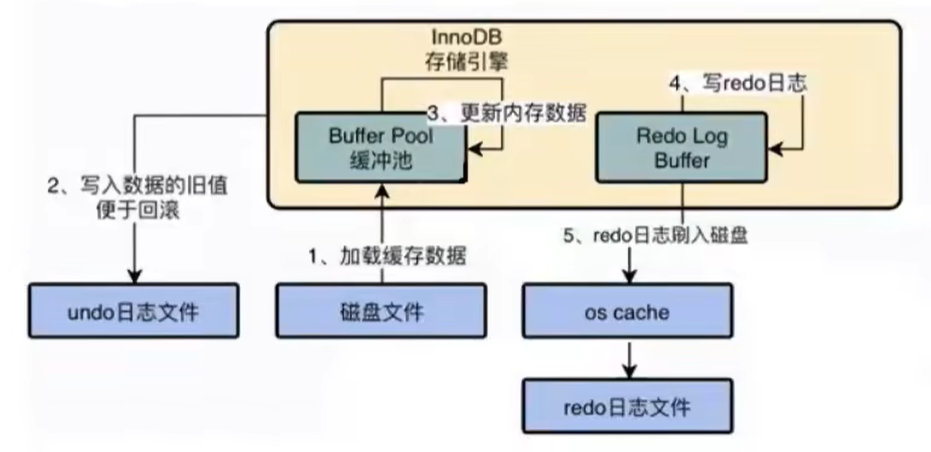 InnoDB
存储引擎
4、写redo日志
3、更新内存数据
Buffer Pool
缓冲池
Redo Log
Buffer
2、写入数据的旧值
便于回滚
5、redo日志刷入磁盘
1、加载缓存数据
undo日志文件
磁盘文件
os cache
redo日志文件